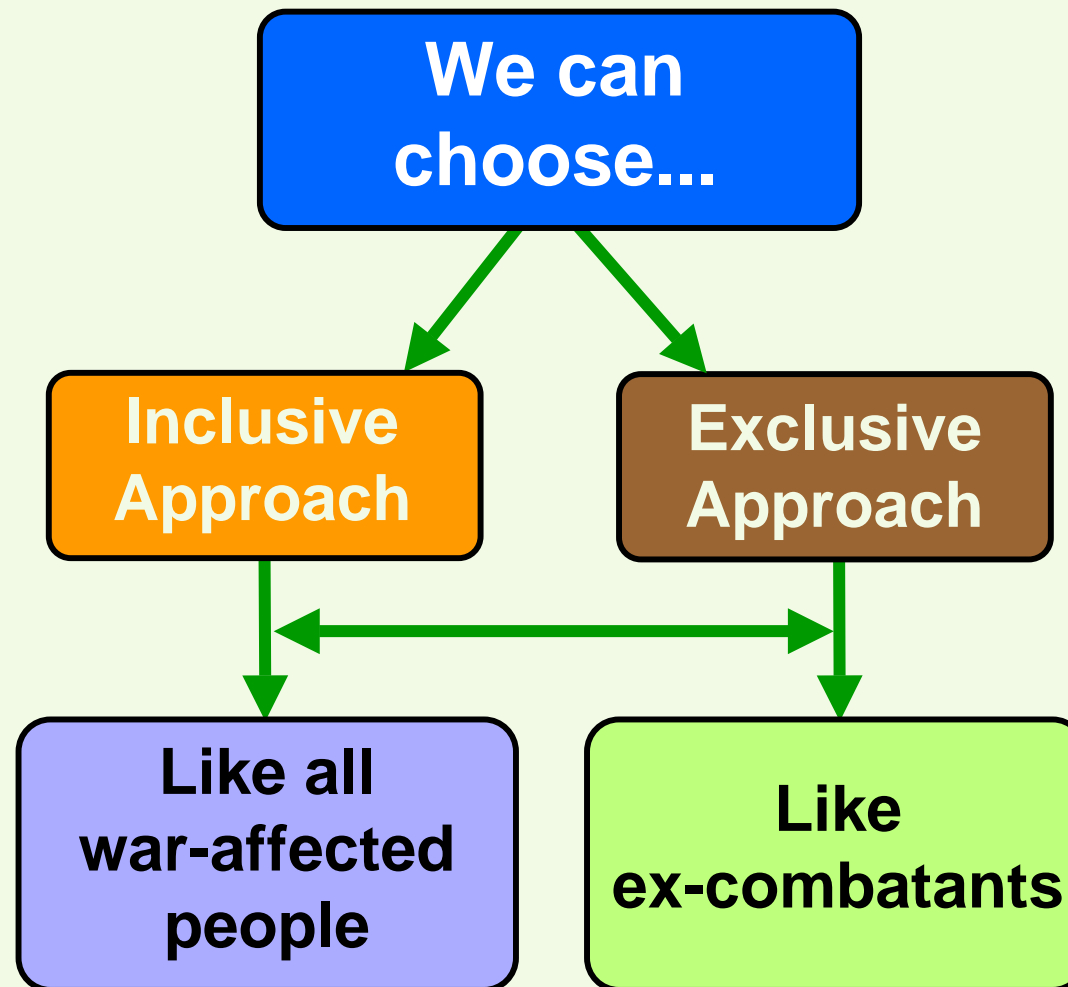 We can
choose...
Inclusive
Approach
Exclusive
Approach
Like all
war-affected
people
Like
ex-combatants